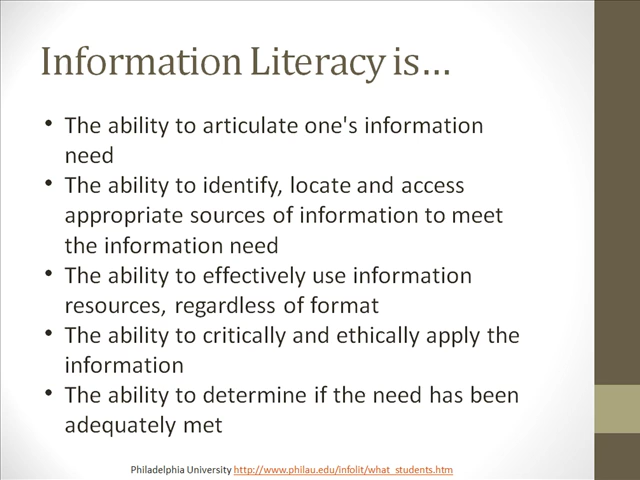 Information Literacy is…
• The ability to articulate one's information
need
• The ability to identify, locate and access
appropriate sources of information to meet
the information need
• The ability to effectively use information
resources, regardless of format
• The ability to critically and ethically apply the
information
• The ability to determine if the need has been
adequately met
Philadelphia University http://www.philau.edu/infolit/what_students.htm